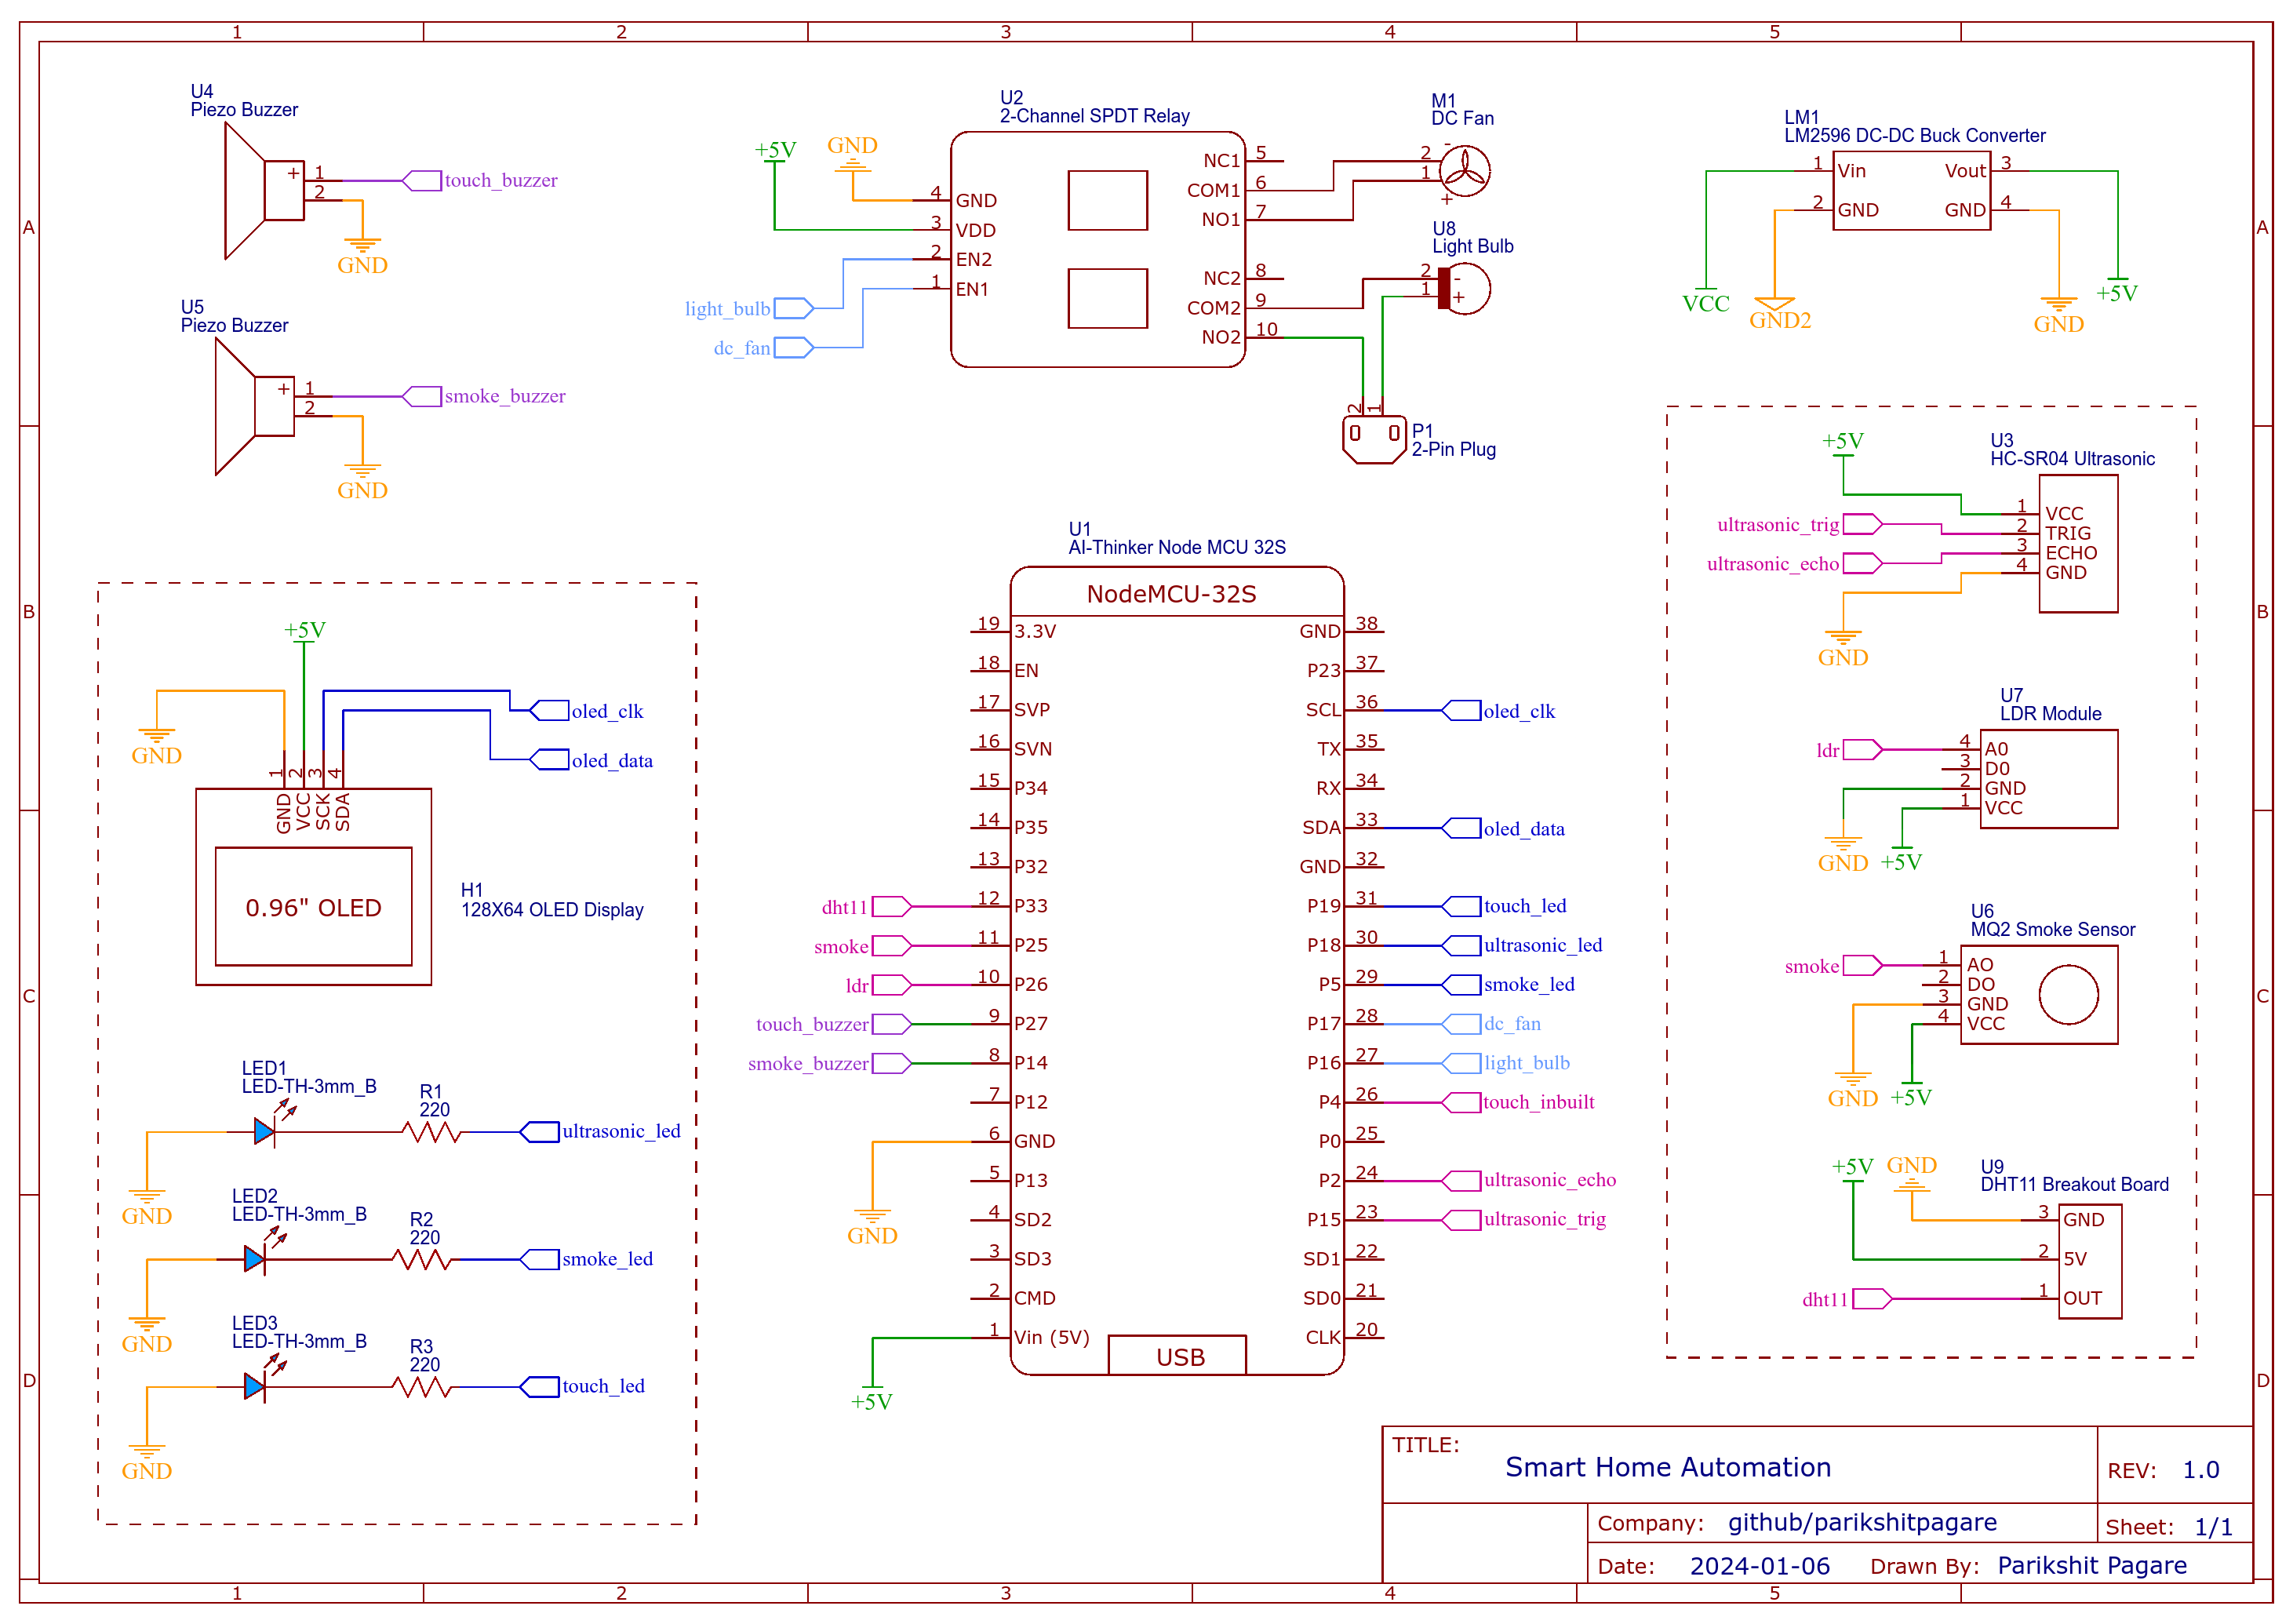 1 2 3 4 5
A
B
C
D
A
B
C
D
1 2 3 4 5
U4
Piezo Buzzer
+
1
2
touch_buzzer
GND
U5
Piezo Buzzer
+
1
2
smoke_buzzer
GND
U2
2-Channel SPDT Relay
+5V
GND
4 GND
3 VDD
2 EN2
1 EN1
light_bulb
dc_fan
NC1 5
COM1 6
NO1 7
NC2 8
COM2 9
NO2 10
M1
DC Fan
2 -
1
+
U8
Light Bulb
2 -
1 +
2 1
P1
2-Pin Plug
LM1
LM2596 DC-DC Buck Converter
1 Vin
2 GND
Vout 3
GND 4
VCC
GND2
GND
+5V
+5V
GND
oled_clk
oled_data
1 2 3 4
GND VCC SCK SDA
0.96" OLED
H1
128X64 OLED Display
LED1
LED-TH-3mm_B
R1
220
ultrasonic_led
GND
LED2
LED-TH-3mm_B
R2
220
smoke_led
GND
LED3
LED-TH-3mm_B
R3
220
touch_led
GND
U1
AI-Thinker Node MCU 32S
NodeMCU-32S
19 3.3V
18 EN
17 SVP
16 SVN
15 P34
14 P35
13 P32
dht11 12 P33
smoke 11 P25
ldr 10 P26
touch_buzzer 9 P27
smoke_buzzer 8 P14
7 P12
6 GND
5 P13
4 SD2
GND
3 SD3
2 CMD
1 Vin (5V)
+5V
USB
GND 38
P23 37
SCL 36 oled_clk
TX 35
RX 34
SDA 33 oled_data
GND 32
P19 31 touch_led
P18 30 ultrasonic_led
P5 29 smoke_led
P17 28 dc_fan
P16 27 light_bulb
P4 26 touch_inbuilt
P0 25
P2 24 ultrasonic_echo
P15 23 ultrasonic_trig
SD1 22
SD0 21
CLK 20
+5V
U3
HC-SR04 Ultrasonic
1 VCC
ultrasonic_trig 2 TRIG
ultrasonic_echo 3 ECHO
4 GND
GND
U7
LDR Module
ldr 4 A0
3 D0
2 GND
1 VCC
GND +5V
U6
MQ2 Smoke Sensor
smoke 1 AO
2 DO
3 GND
4 VCC
GND +5V
+5V GND
U9
DHT11 Breakout Board
3 GND
2 5V
dht11 1 OUT
TITLE:
Smart Home Automation
REV: 1.0
Company: github/parikshitpagare
Sheet: 1/1
Date: 2024-01-06 Drawn By: Parikshit Pagare